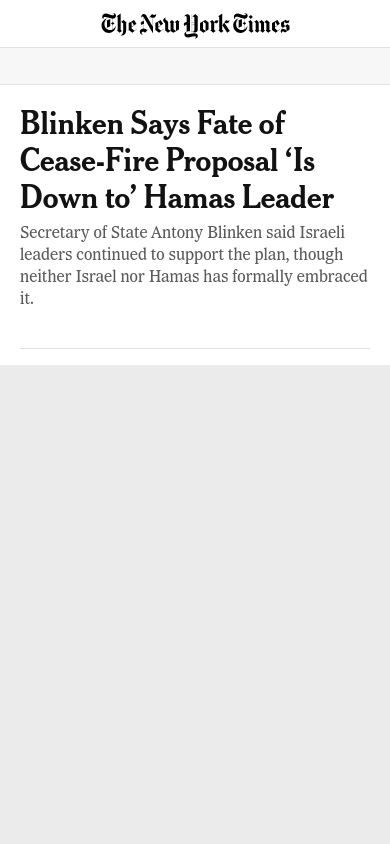 The New York Times
Blinken Says Fate of
Cease-Fire Proposal ‘Is
Down to’ Hamas Leader
Secretary of State Antony Blinken said Israeli
leaders continued to support the plan, though
neither Israel nor Hamas has formally embraced
it.